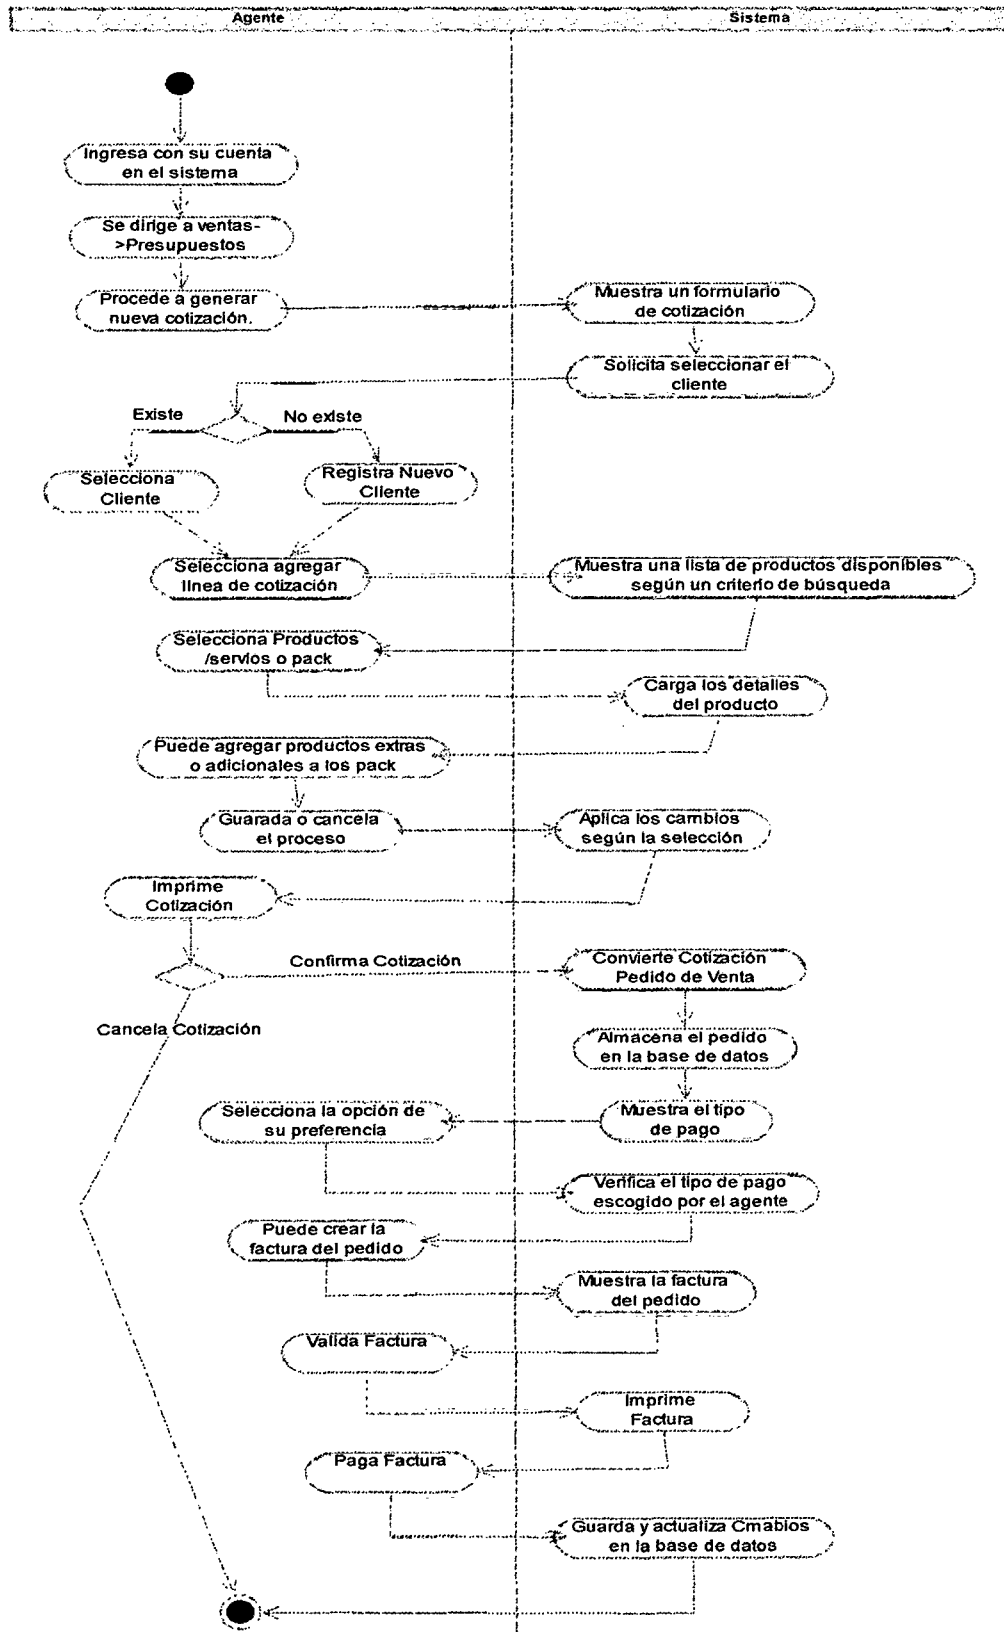 Agente
Sistema
Ingresa con su cuenta
en el sistema
Se dirige a ventas-
>Presupuestos
Procede a generar
nueva cotización.
Muestra un formulario
de cotización
Solicita seleccionar el
cliente
Existe
No existe
Selecciona
Cliente
Registra Nuevo
Cliente
Selecciona agregar
linea de cotización
Muestra una lista de productos disponibles
según un criterio de búsqueda
Selecciona Productos
/servios o pack
Carga los detalles
del producto
Puede agregar productos extras
o adicionales a los pack
Guarada o cancela
el proceso
Aplica los cambios
según la selección
Imprime
Cotización
Confirma Cotización
Convierte Cotización
Pedido de Venta
Cancela Cotización
Almacena el pedido
en la base de datos
Muestra el tipo
de pago
Selecciona la opción de
su preferencia
Verifica el tipo de pago
escogido por el agente
Puede crear la
factura del pedido
Muestra la factura
del pedido
Valida Factura
Imprime
Factura
Paga Factura
Guarda y actualiza Cmabios
en la base de datos